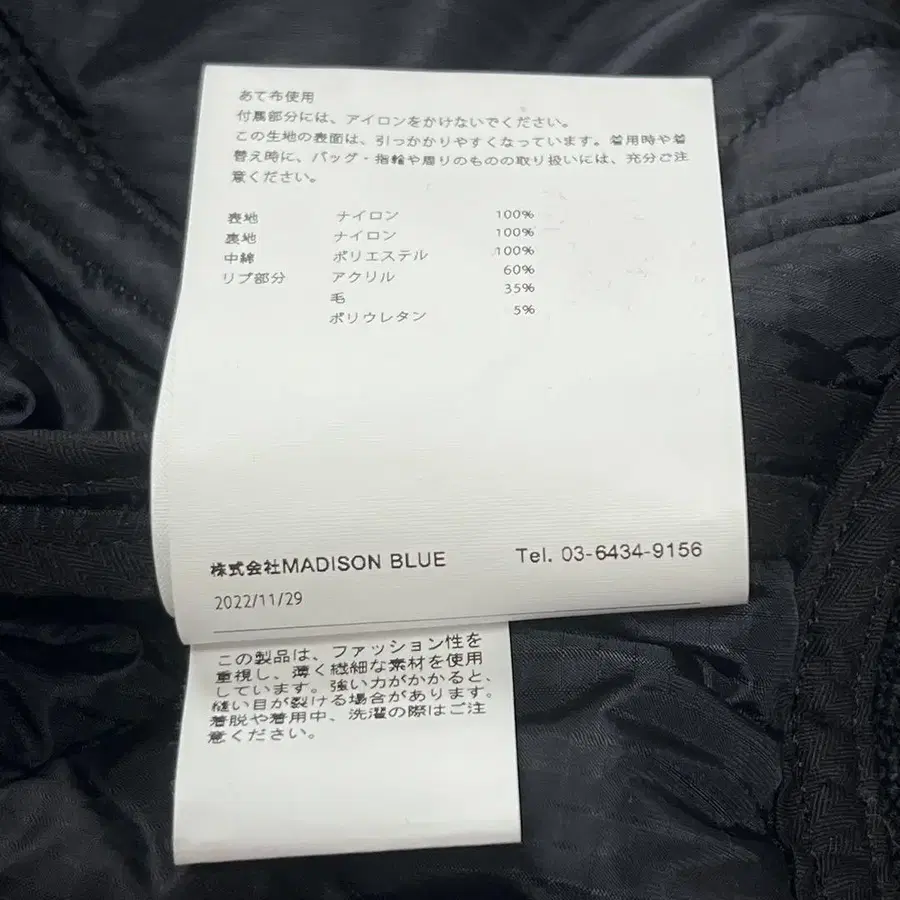 あて布使用
付属部分には、アイロンをかけないでください。
この生地の表面は、引っかかりやすくなっています。着用時や着
替え時に、バッグ・指輪や周りのものの取り扱いには、充分ご注
意ください。
表地 ナイロン 100%
裏地 ナイロン 100%
中綿 ポリエステル 100%
リブ部分 アクリル 60%
毛 35%
ポリウレタン 5%
株式会社MADISON BLUE Tel. 03-6434-9156
2022/11/29
この製品は、ファッション性を
重視し、薄く繊細な素材を使用
しています。強い力がかかると、
縫い目が裂ける場合があります。
着脱や着用中、洗濯の際はご注
意ください。